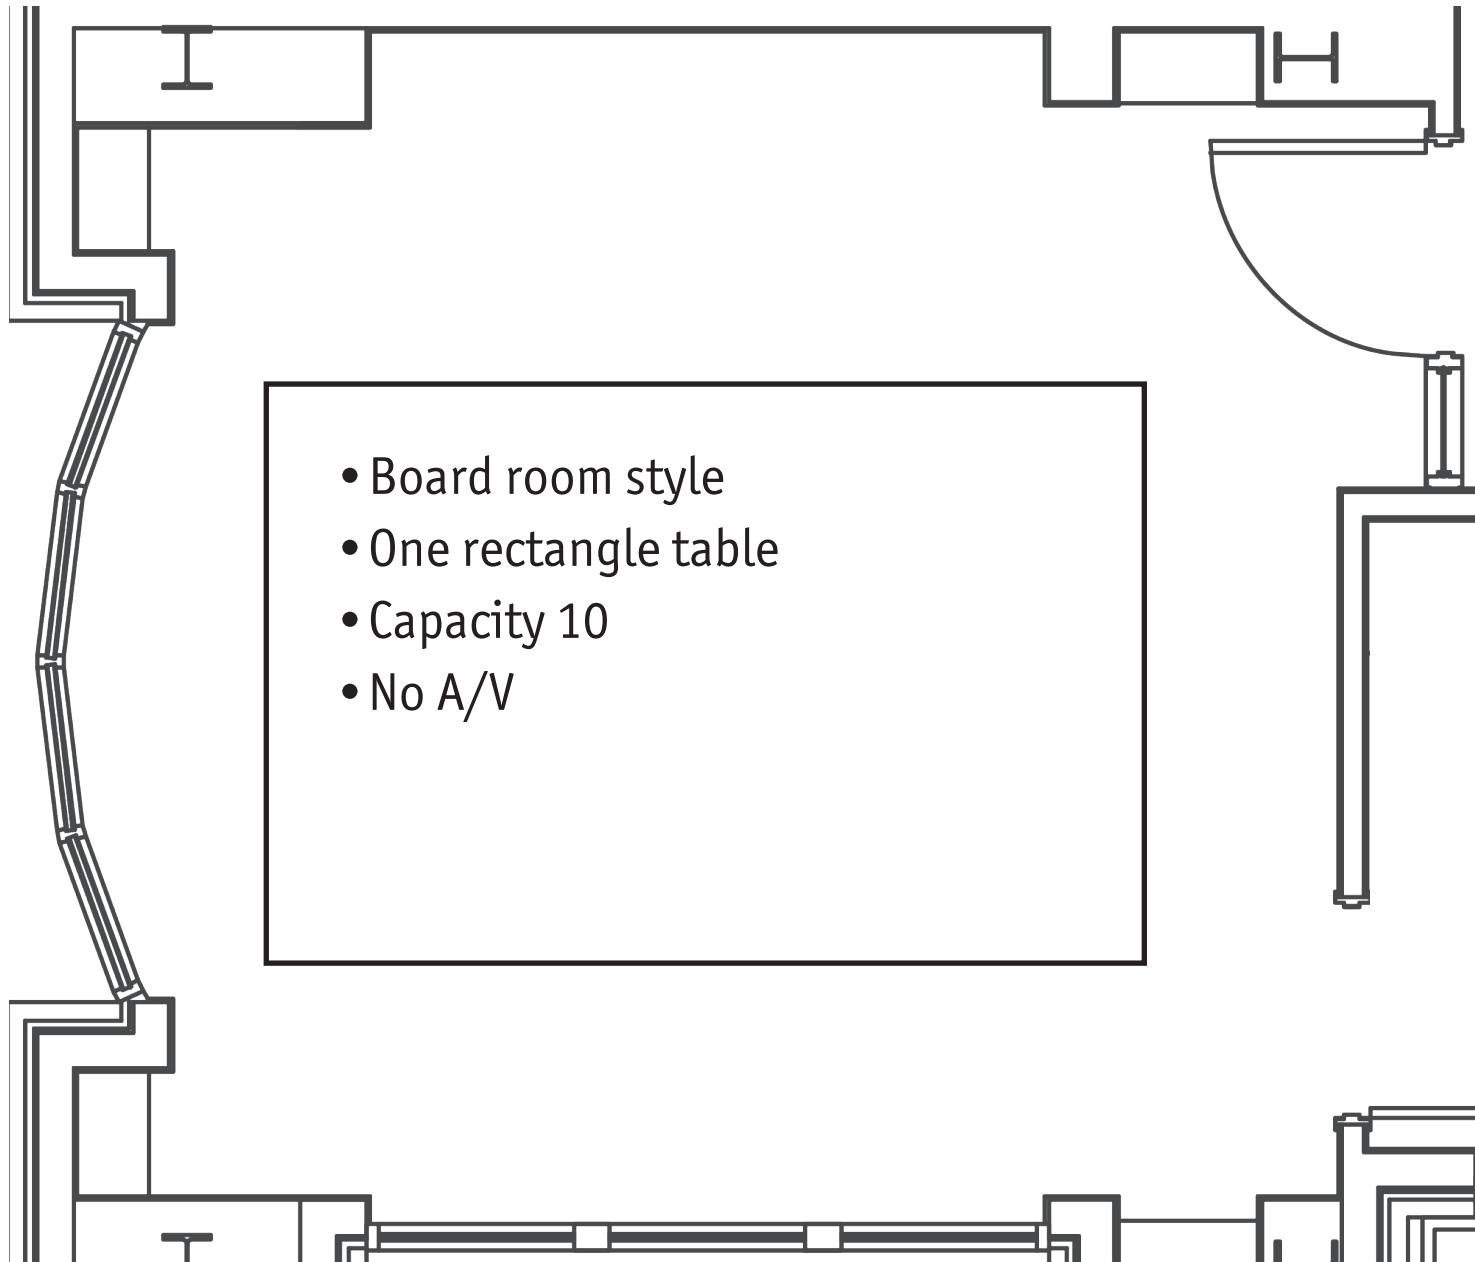 • Board room style
• One rectangle table
• Capacity 10
• No A/V